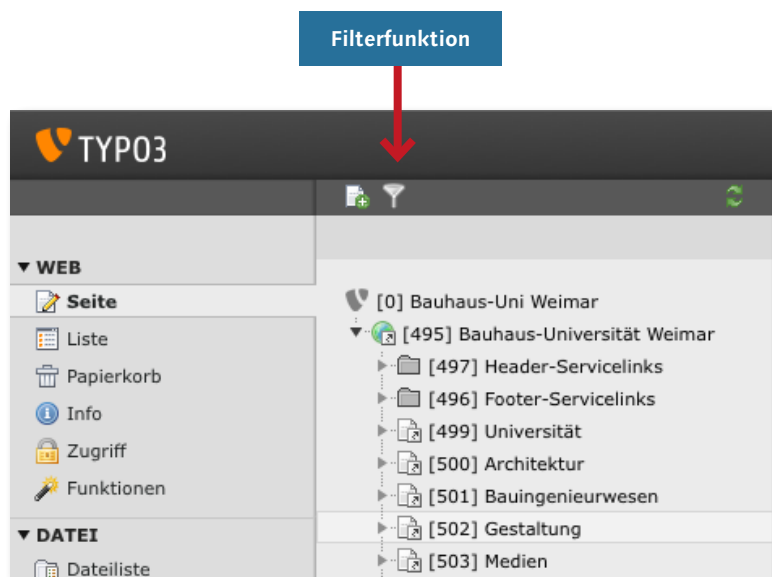 Filterfunktion
TYPO3
WEB
Seite
Liste
Papierkorb
Info
Zugriff
Funktionen
DATEI
Dateiliste
[0] Bauhaus-Uni Weimar
[495] Bauhaus-Universität Weimar
[497] Header-Servicelinks
[496] Footer-Servicelinks
[499] Universität
[500] Architektur
[501] Bauingenieurwesen
[502] Gestaltung
[503] Medien